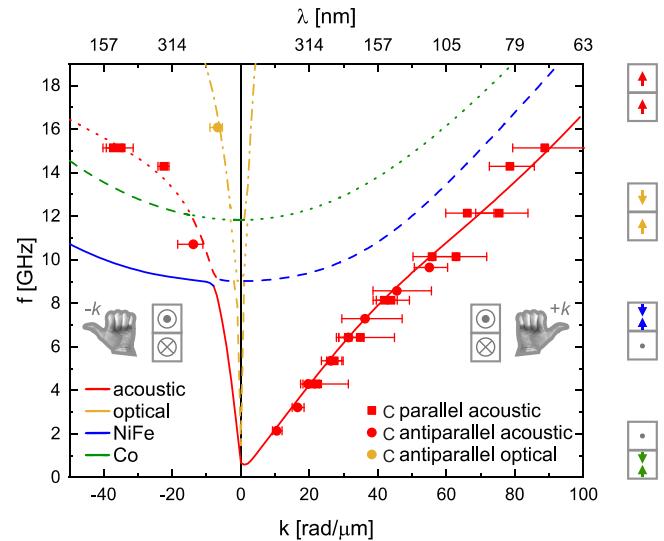 λ [nm]
157 314 314 157 105 79 63
f [GHz]
18
16
14
12
10
8
6
4
2
0
-k
+k
acoustic
optical
NiFe
Co
C parallel acoustic
C antiparallel acoustic
C antiparallel optical
-40 -20 0 20 40 60 80 100
k [rad/μm]